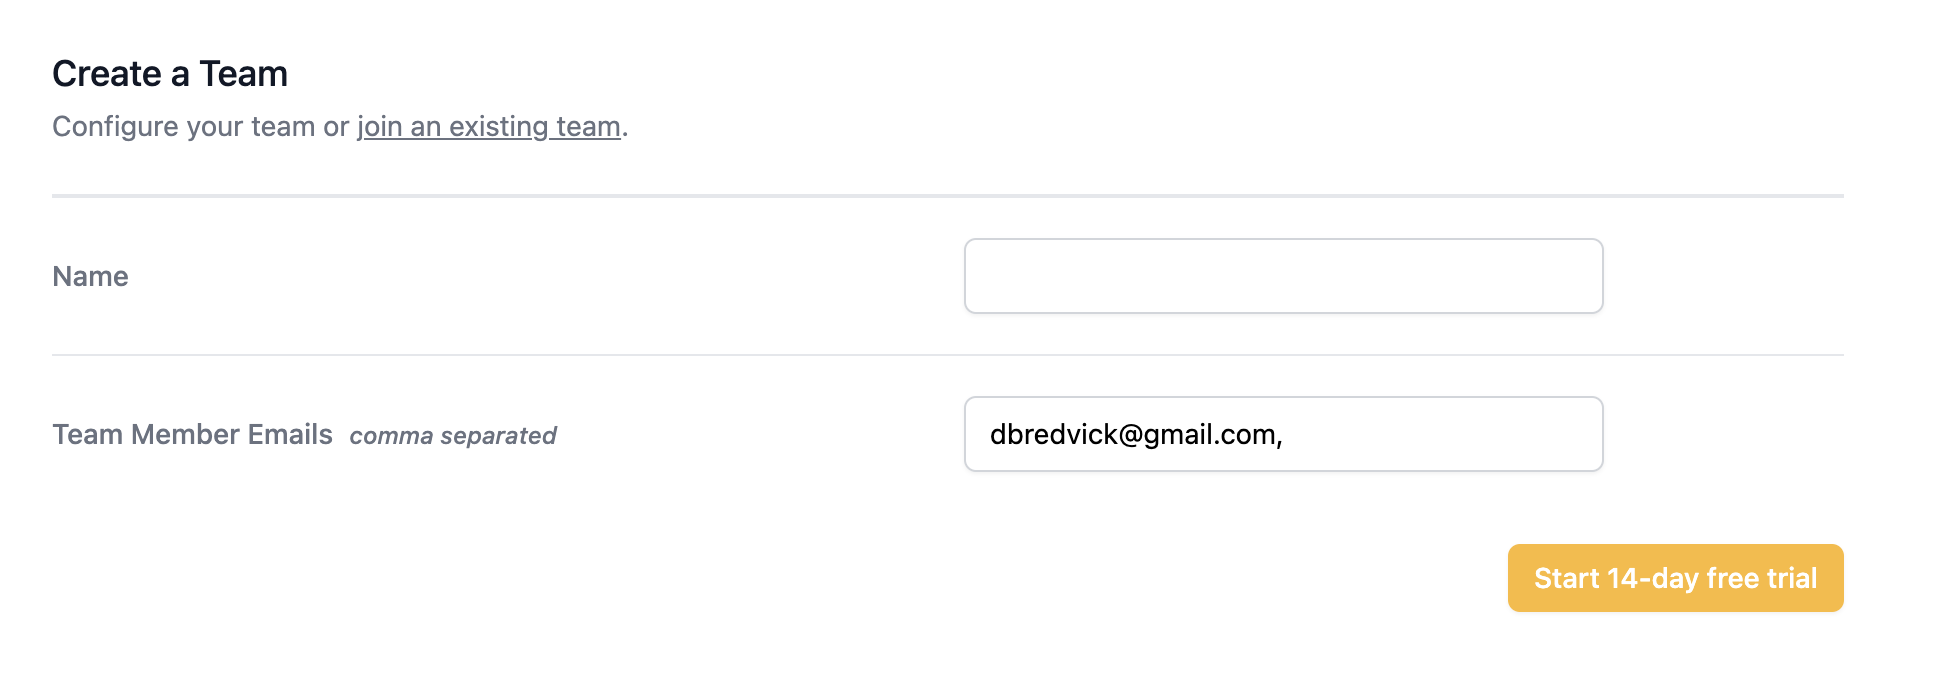 Create a Team
Configure your team or join an existing team.
Name
Team Member Emails comma separated
dbredvick@gmail.com,
Start 14-day free trial